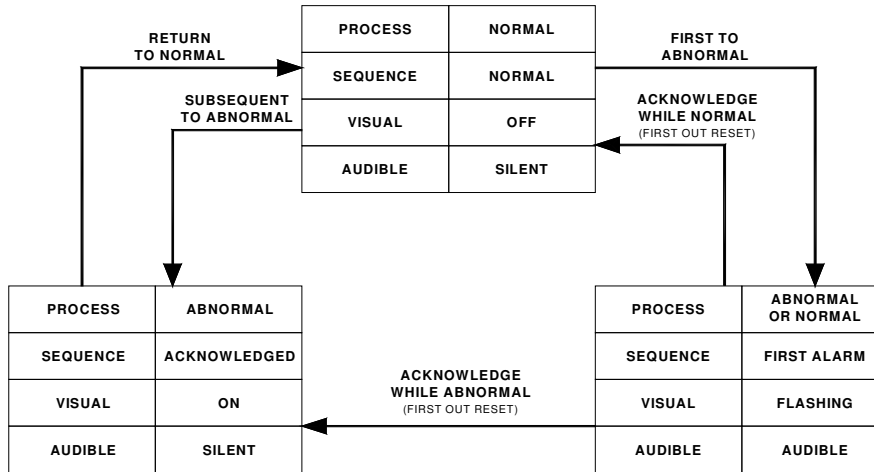 PROCESS NORMAL
SEQUENCE NORMAL
VISUAL OFF
AUDIBLE SILENT
RETURN
TO NORMAL
SUBSEQUENT
TO ABNORMAL
FIRST TO
ABNORMAL
ACKNOWLEDGE
WHILE NORMAL
(FIRST OUT RESET)
PROCESS ABNORMAL
SEQUENCE ACKNOWLEDGED
VISUAL ON
AUDIBLE SILENT
ACKNOWLEDGE
WHILE ABNORMAL
(FIRST OUT RESET)
PROCESS ABNORMAL
OR NORMAL
SEQUENCE FIRST ALARM
VISUAL FLASHING
AUDIBLE AUDIBLE